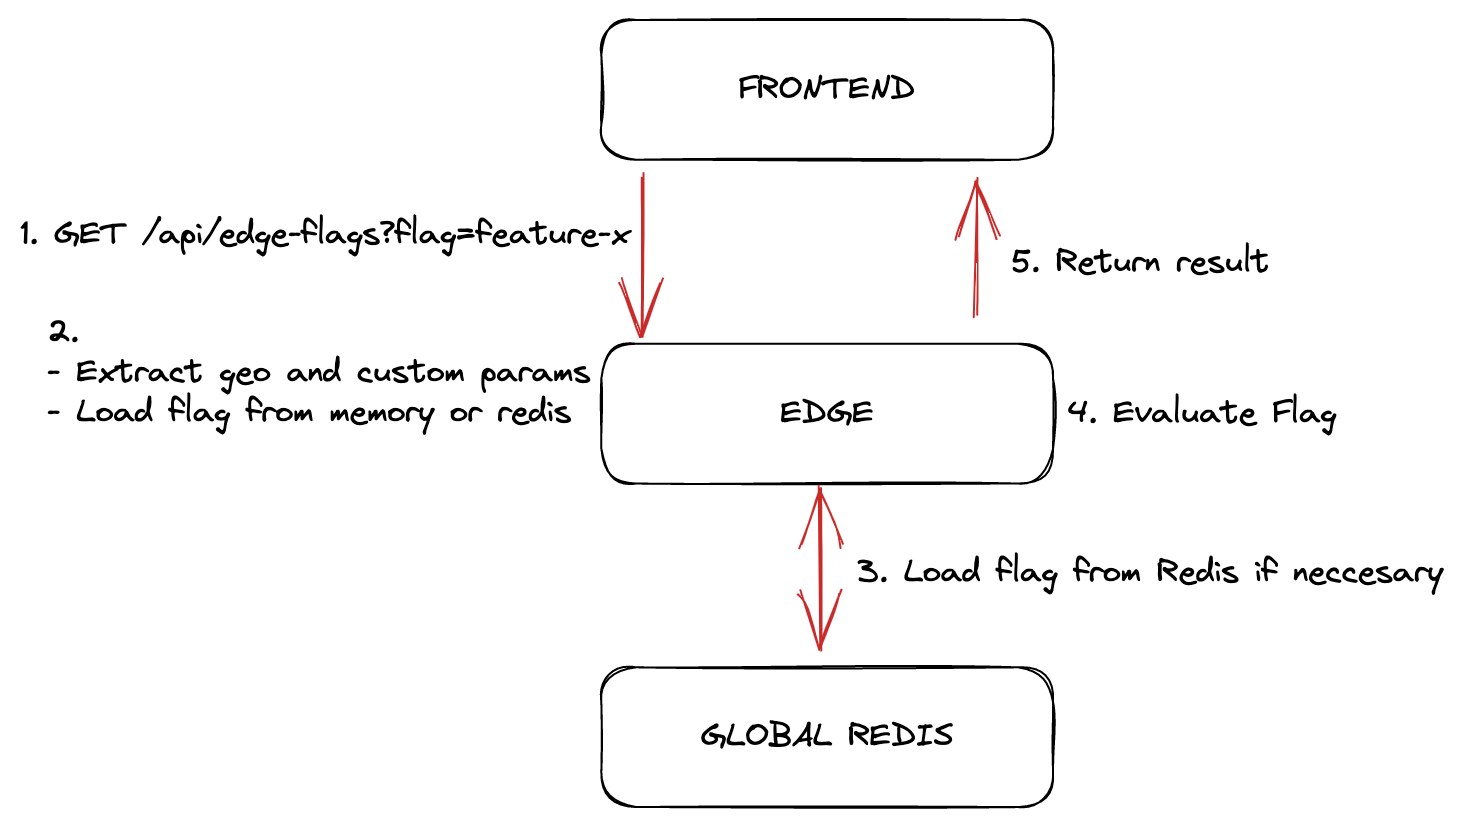 FRONTEND
1. GET /api/edge-flags?flag=feature-x
5. Return result
2.
- Extract geo and custom params
- Load flag from memory or redis
EDGE
4. Evaluate Flag
3. Load flag from Redis if neccesary
GLOBAL REDIS